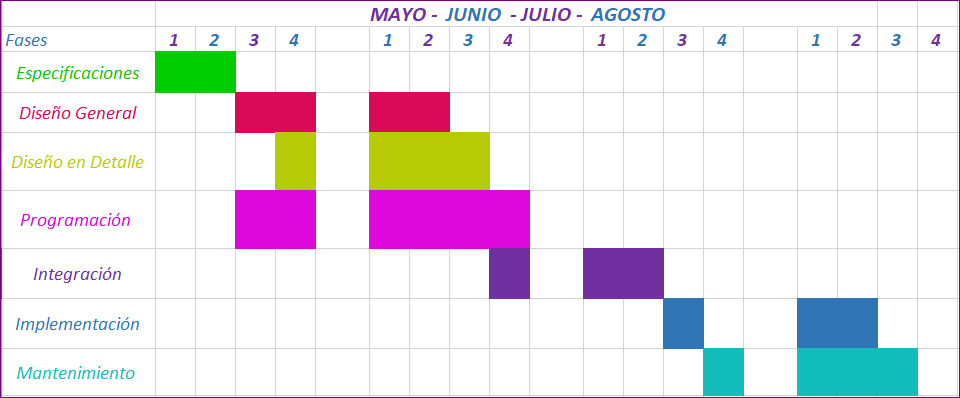 MAYO - JUNIO - JULIO - AGOSTO
Fases 1 2 3 4 1 2 3 4 1 2 3 4 1 2 3 4
Especificaciones
Diseño General
Diseño en Detalle
Programación
Integración
Implementación
Mantenimiento